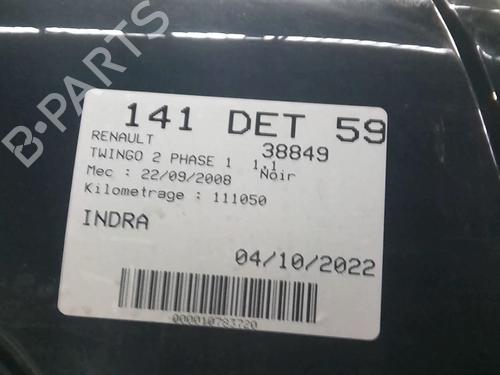 B-PARTS
141 DET 59
RENAULT 38849
TWINGO 2 PHASE 1 1.1
Mec : 22/09/2008 Noir
Kilometrage : 111050
INDRA
04/10/2022
000010783720